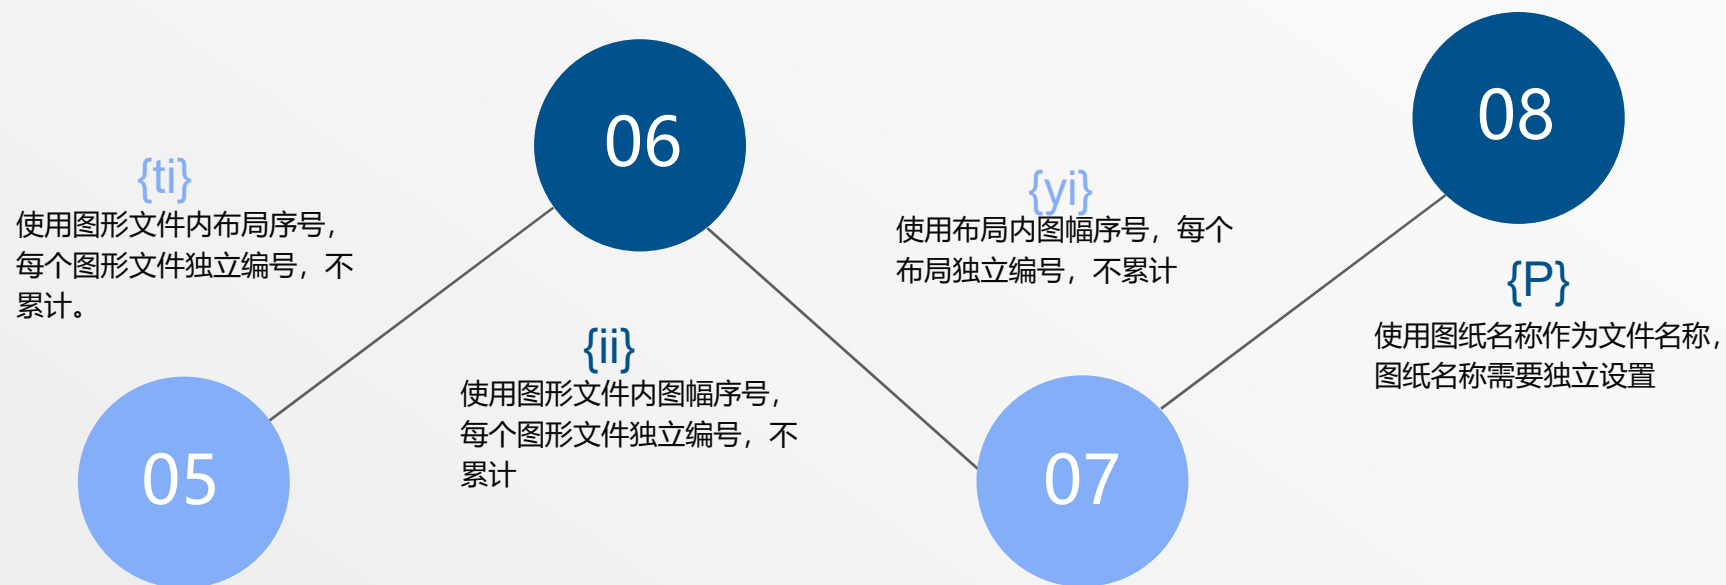 05
{ti}
使用图形文件内布局序号，
每个图形文件独立编号，不
累计。
06
{ii}
使用图形文件内图幅序号，
每个图形文件独立编号，不
累计
07
{yi}
使用布局内图幅序号，每个
布局独立编号，不累计
08
{P}
使用图纸名称作为文件名称，
图纸名称需要独立设置